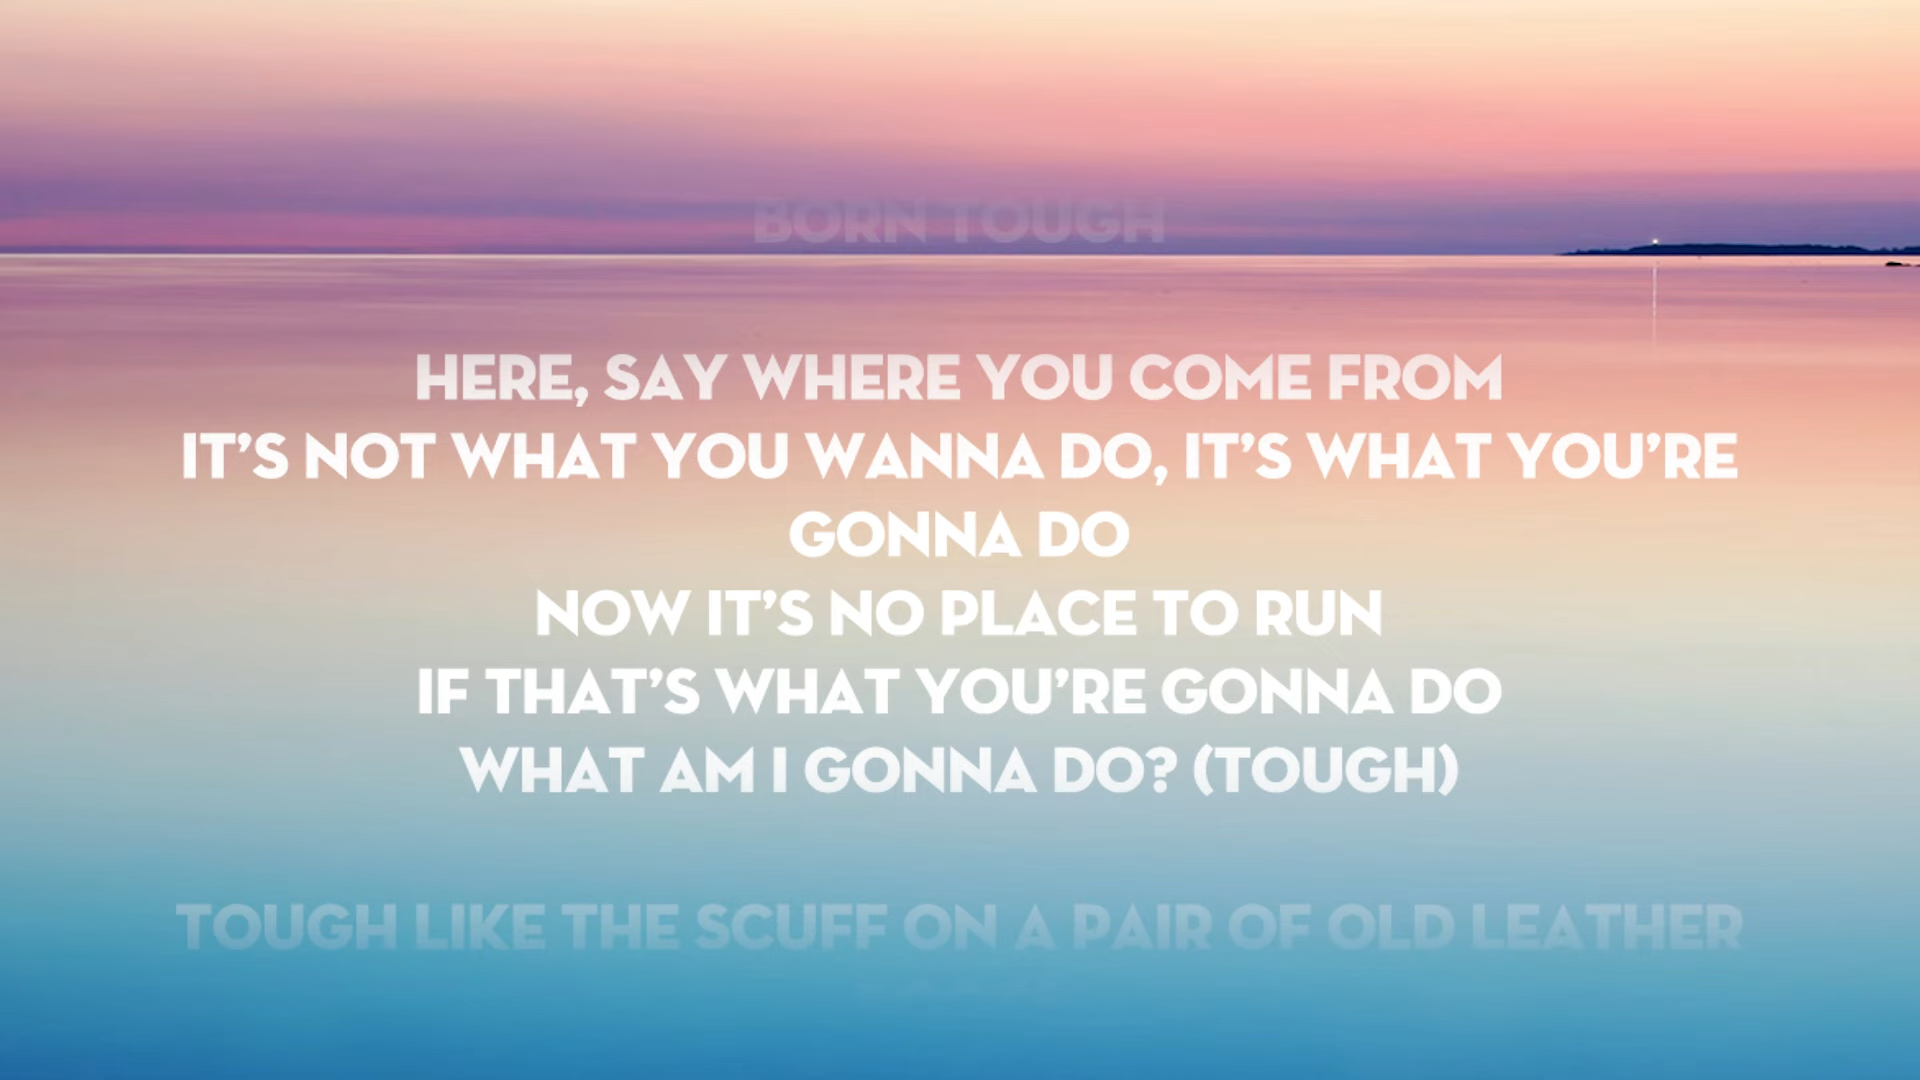 BORN TOUGH
HERE, SAY WHERE YOU COME FROM
IT’S NOT WHAT YOU WANNA DO, IT’S WHAT YOU’RE
GONNA DO
NOW IT’S NO PLACE TO RUN
IF THAT’S WHAT YOU’RE GONNA DO
WHAT AM I GONNA DO? (TOUGH)
TOUGH LIKE THE SCUFF ON A PAIR OF OLD LEATHER